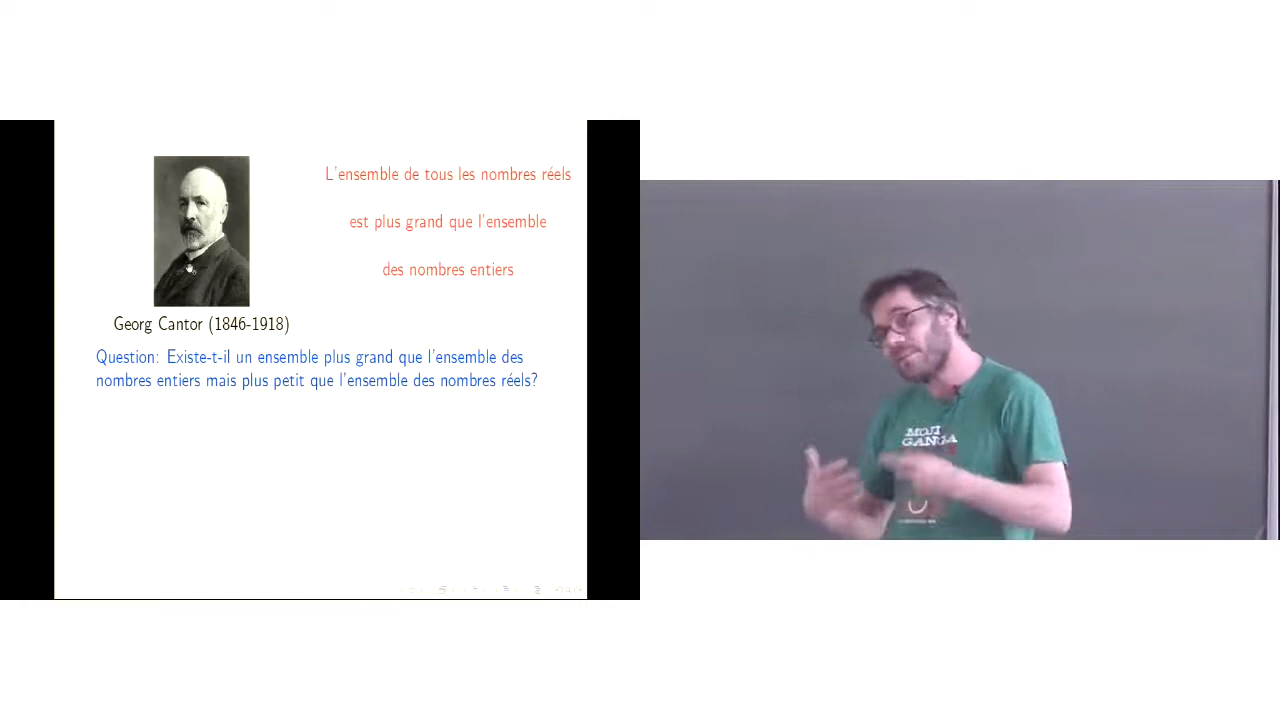 L'ensemble de tous les nombres réels
est plus grand que l'ensemble
des nombres entiers
Georg Cantor (1846-1918)
Question: Existe-t-il un ensemble plus grand que l'ensemble des
nombres entiers mais plus petit que l'ensemble des nombres réels?
MOJI
GANGA